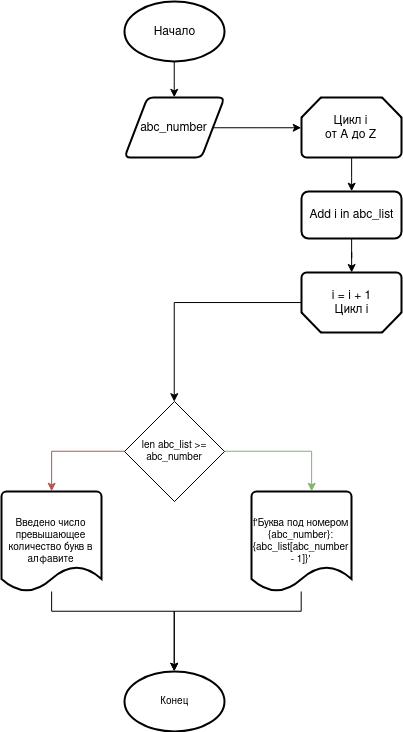 Начало
abc_number
Цикл i
от A до Z
Add i in abc_list
i = i + 1
Цикл i
len abc_list >=
abc_number
Введено число
превышающее
количество букв в
алфавите
f'Буква под номером
{abc_number}:
{abc_list[abc_number
- 1]}'
Конец